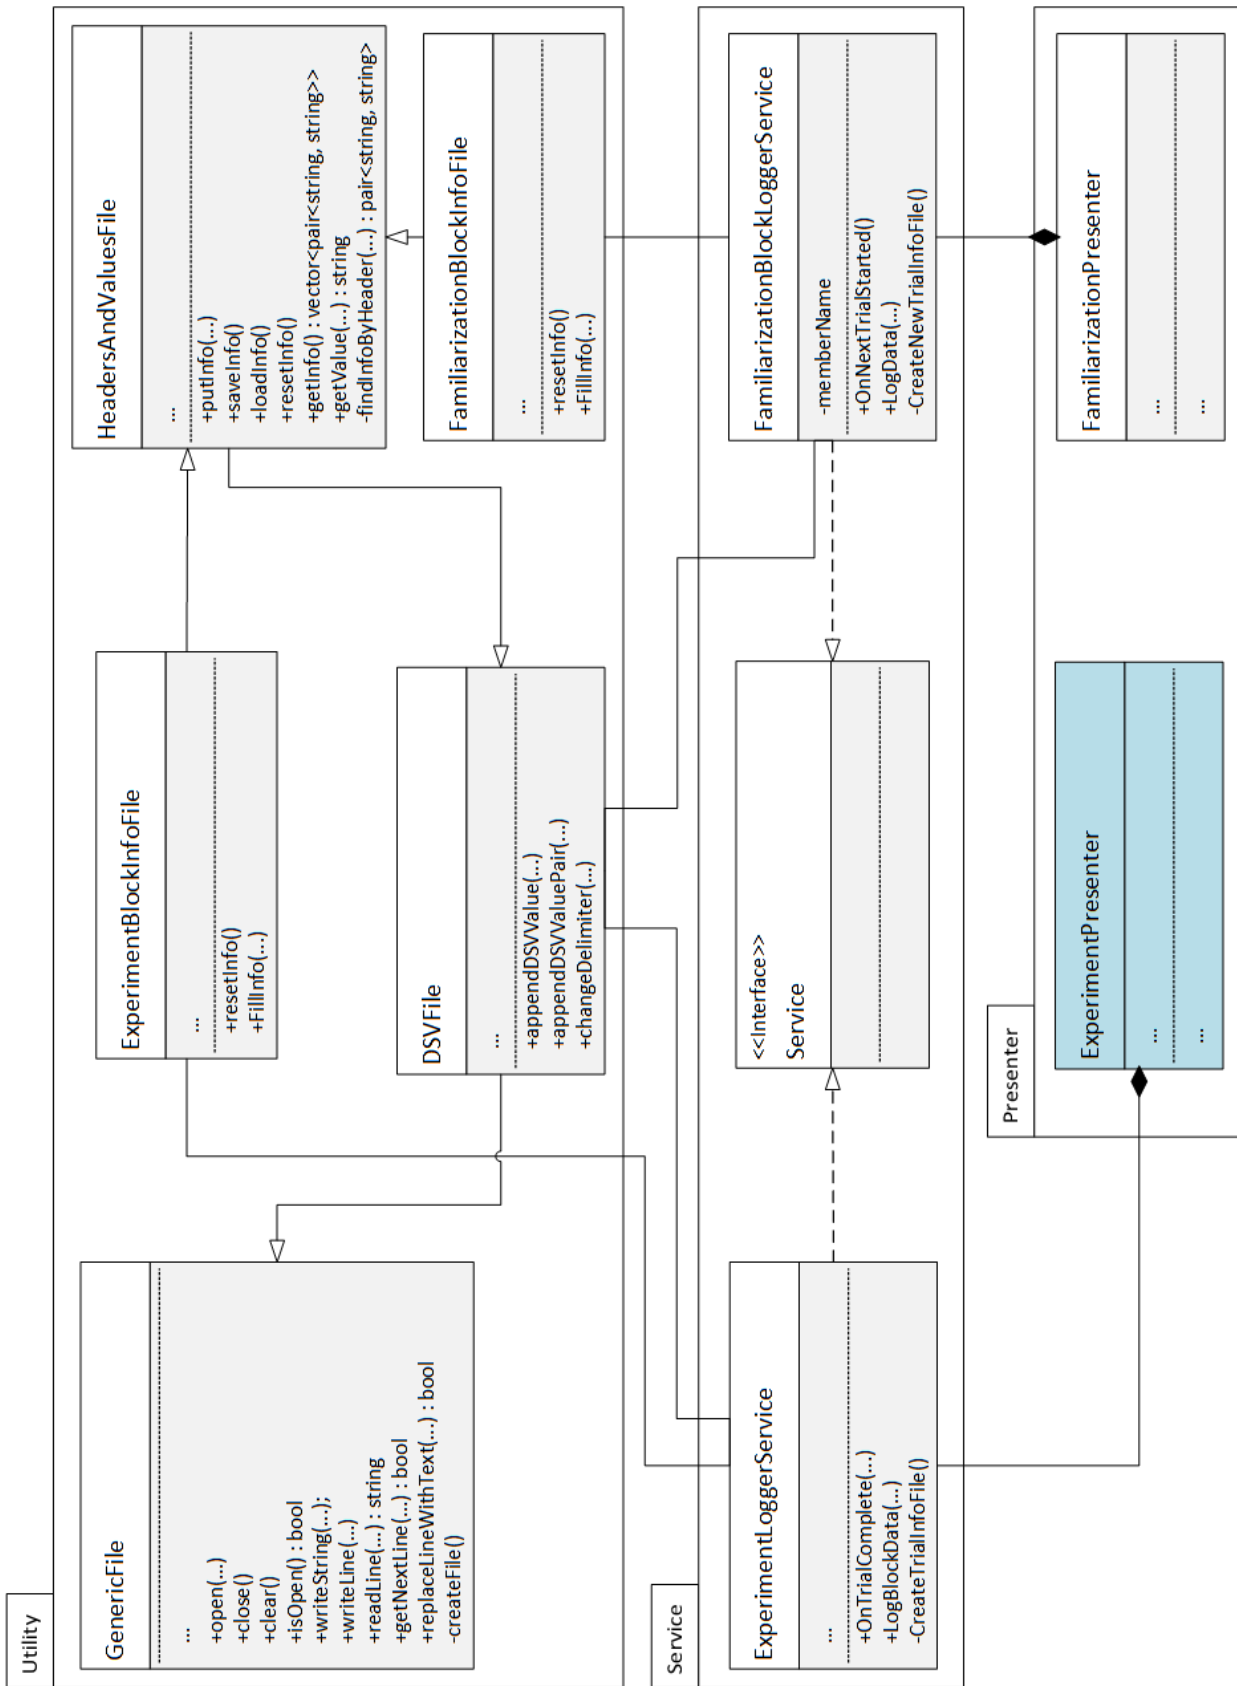 Utility
GenericFile
...
+open(...)
+close()
+clear()
+isOpen() : bool
+writeString(...);
+writeLine(...)
+readLine(...) : string
+getNextLine(...) : bool
+replaceLineWithText(...) : bool
-createFile()
ExperimentBlockInfoFile
...
+resetInfo()
+FillInfo(...)
HeadersAndValuesFile
...
+putInfo(...)
+saveInfo()
+loadInfo()
+resetInfo()
+getInfo() : vector<pair<string, string>>
+getValue(...) : string
-findInfoByHeader(...) : pair<string, string>
DSVFile
...
+appendDSVValue(...)
+appendDSVValuePair(...)
+changeDelimiter(...)
FamiliarizationBlockInfoFile
...
+resetInfo()
+FillInfo(...)
Service
ExperimentLoggerService
...
+OnTrialComplete(...)
+LogBlockData(...)
-CreateTrialInfoFile()
<<Interface>>
Service
FamiliarizationBlockLoggerService
-memberName
+OnNextTrialStarted()
+LogData(...)
-CreateNewTrialInfoFile()
Presenter
ExperimentPresenter
...
...
FamiliarizationPresenter
...
...